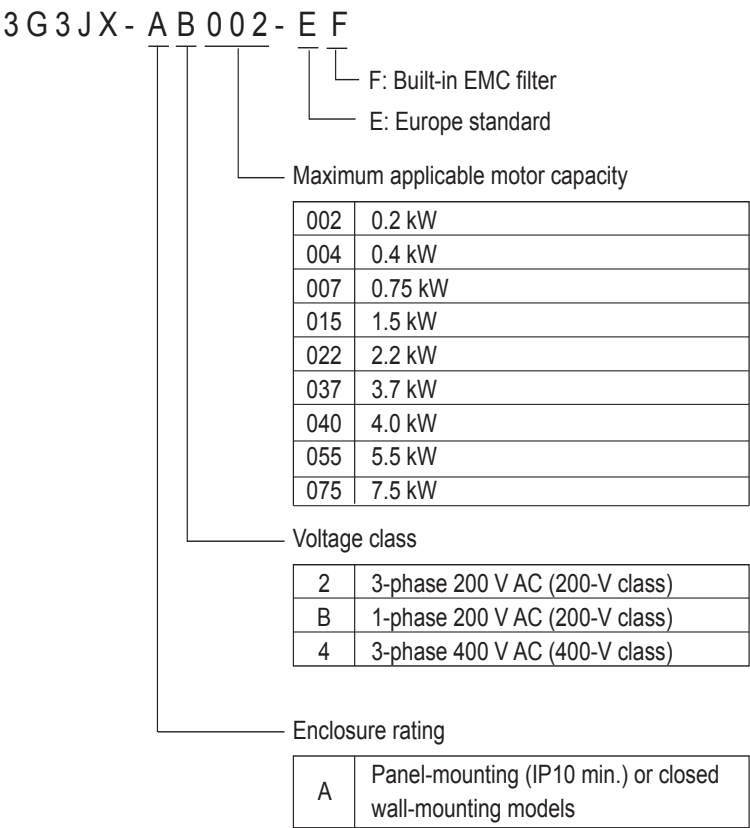 3G3JX-AB002-EF
F: Built-in EMC filter
E: Europe standard
Maximum applicable motor capacity
002 0.2 kW
004 0.4 kW
007 0.75 kW
015 1.5 kW
022 2.2 kW
037 3.7 kW
040 4.0 kW
055 5.5 kW
075 7.5 kW
Voltage class
2 3-phase 200 V AC (200-V class)
B 1-phase 200 V AC (200-V class)
4 3-phase 400 V AC (400-V class)
Enclosure rating
A Panel-mounting (IP10 min.) or closed
wall-mounting models